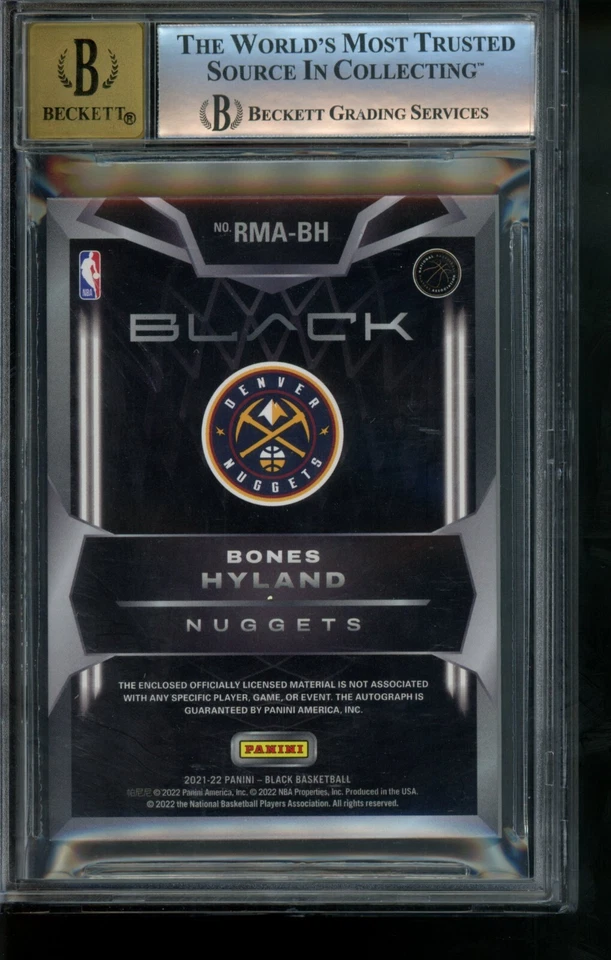 THE WORLD'S MOST TRUSTED
SOURCE IN COLLECTING™
B
BECKETT®
B BECKETT GRADING SERVICES
NO. RMA-BH
NBA
BLACK
DENVER
NUGGETS
BONES
HYLAND
NUGGETS
THE ENCLOSED OFFICIALLY LICENSED MATERIAL IS NOT ASSOCIATED
WITH ANY SPECIFIC PLAYER, GAME, OR EVENT. THE AUTOGRAPH IS
GUARANTEED BY PANINI AMERICA, INC.
PANINI
2021-22 PANINI – BLACK BASKETBALL
© 2022 Panini America, Inc. © 2022 NBA Properties, Inc. Produced in the USA.
© 2022 the National Basketball Players Association. All rights reserved.